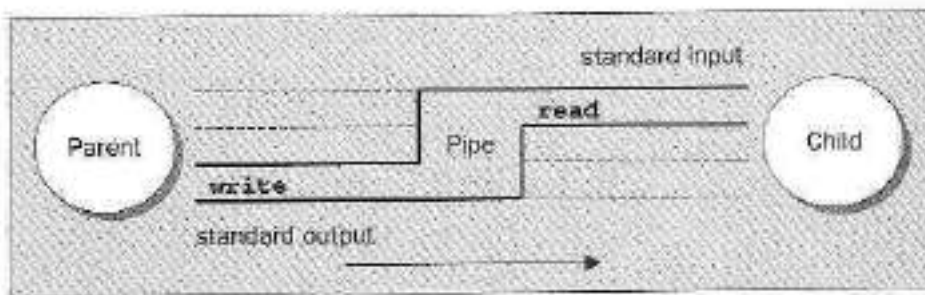 standard input
read
Parent
Pipe
Child
write
standard output